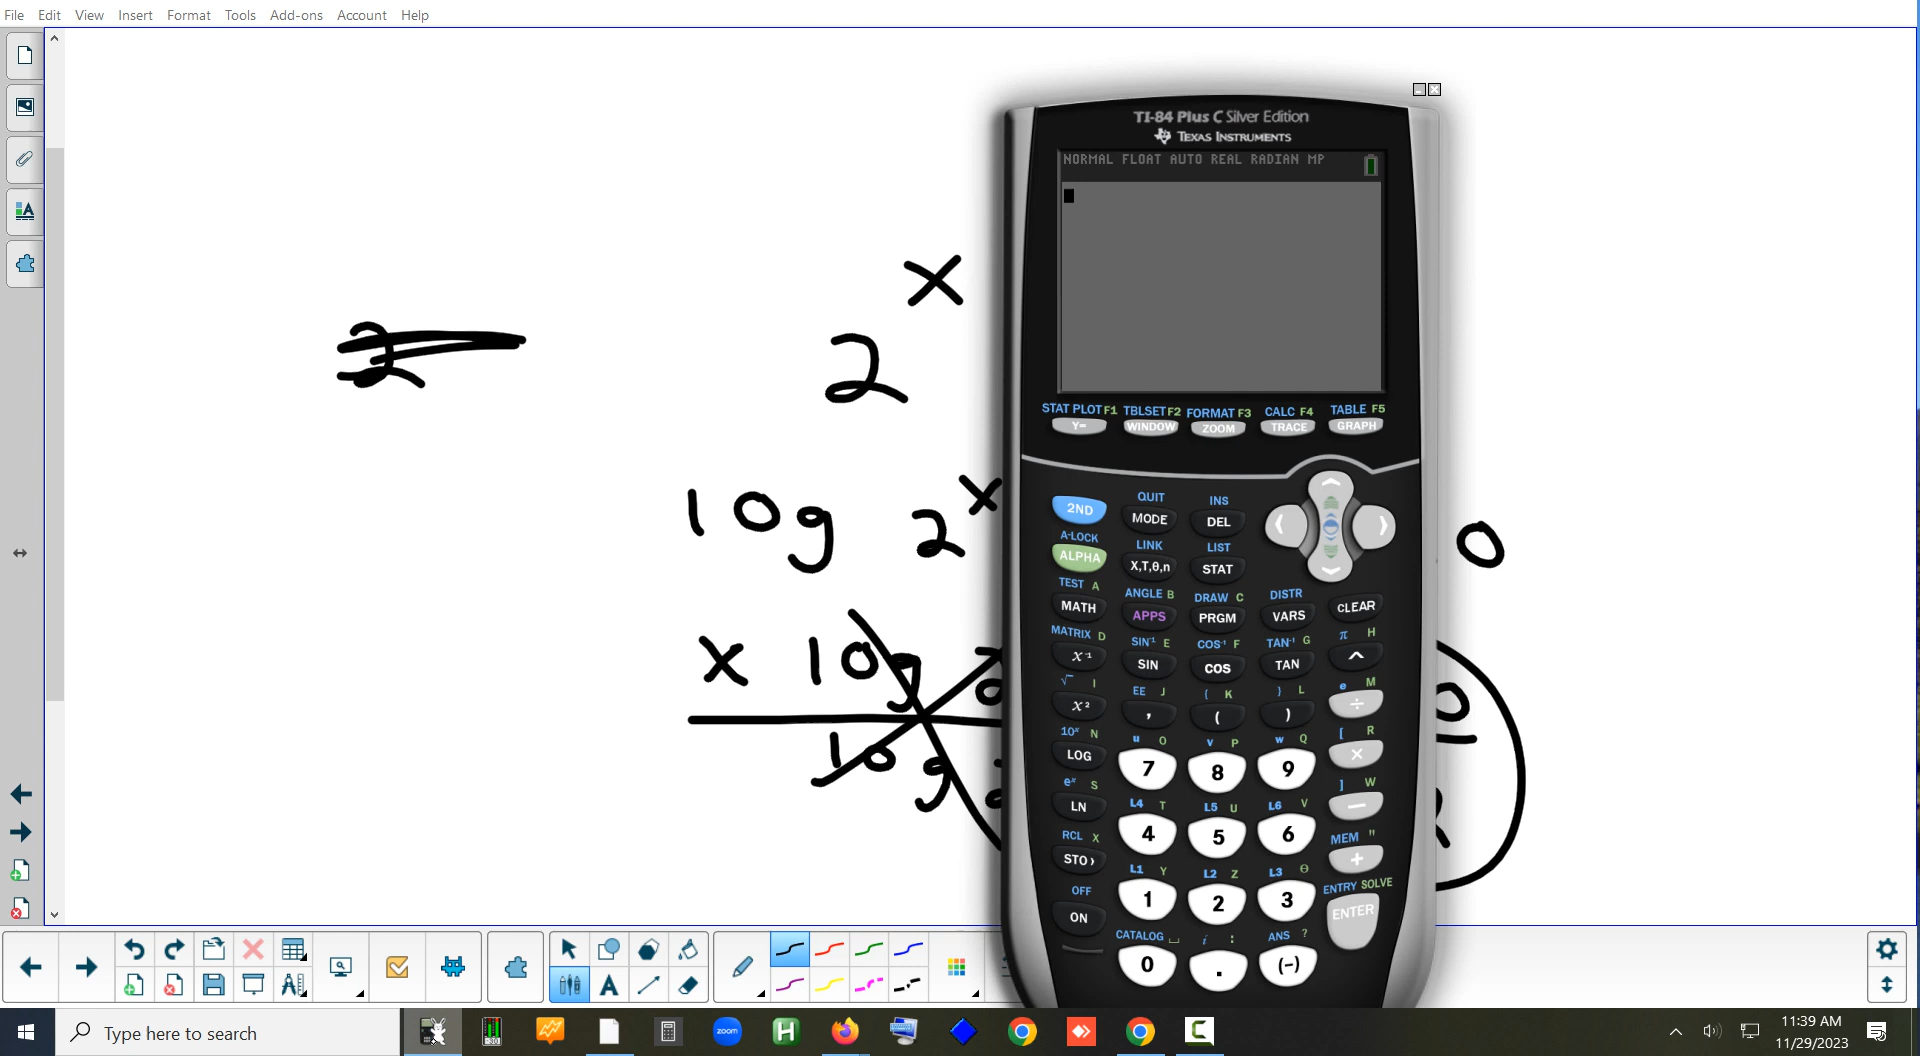 File Edit View Insert Format Tools Add-ons Account Help
TI-84 Plus C Silver Edition
TEXAS INSTRUMENTS
NORMAL FLOAT AUTO REAL RADIAN MP
2 x
log 2 x 0
x log
log
STAT PLOT F1 TBLSET F2 FORMAT F3 CALC F4 TABLE F5
Y= WINDOW ZOOM TRACE GRAPH
QUIT INS
2ND MODE DEL
A-LOCK LINK LIST
ALPHA X,T,θ,n STAT
TEST A ANGLE B DRAW C DISTR
MATH APPS PRGM VARS CLEAR
MATRIX D SIN⁻¹ E COS⁻¹ F TAN⁻¹ G π H
X⁻¹ SIN COS TAN ^
√ I EE J { K } L e M
X² , ( ) ÷
10ˣ N u O v P w Q [ R
LOG 7 8 9 ×
eˣ S L4 T L5 U L6 V ] W
LN 4 5 6 −
RCL X L1 Y L2 Z L3 θ MEM "
STO› 1 2 3 +
OFF ENTRY SOLVE
ON ENTER
CATALOG ␣ i : ANS ?
0 . (-)
Type here to search
zoom
11:39 AM
11/29/2023